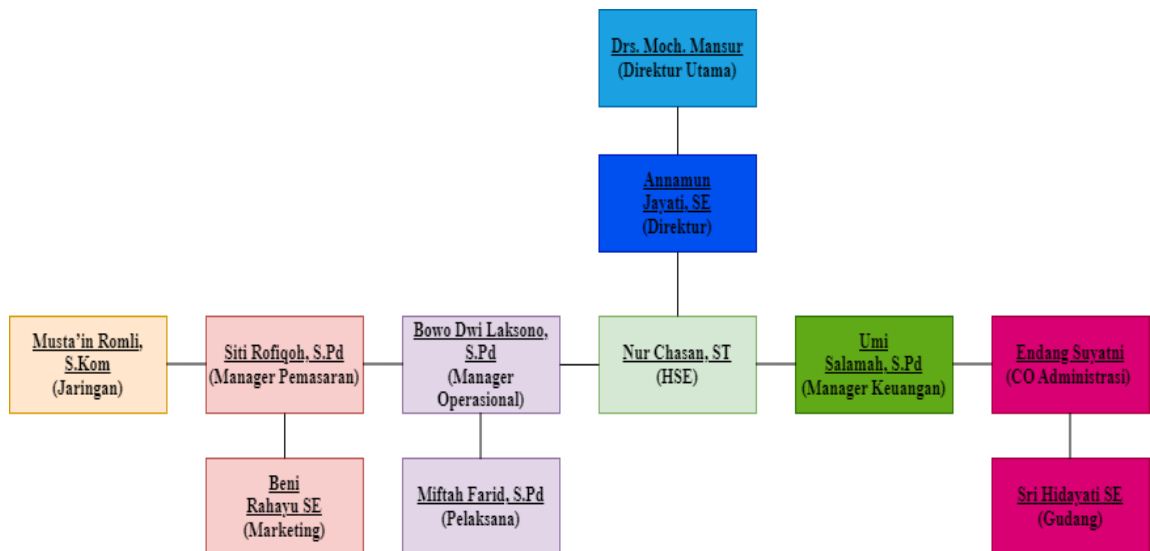 Drs. Moch. Mansur
(Direktur Utama)
Annamun
Jayati, SE
(Direktur)
Musta'in Romli,
S.Kom
(Jaringan)
Siti Rofiqoh, S.Pd
(Manager Pemasaran)
Bowo Dwi Laksono,
S.Pd
(Manager
Operasional)
Nur Chasan, ST
(HSE)
Umi
Salamah, S.Pd
(Manager Keuangan)
Endang Suyatni
(CO Administrasi)
Beni
Rahayu SE
(Marketing)
Miftah Farid, S.Pd
(Pelaksana)
Sri Hidayati SE
(Gudang)